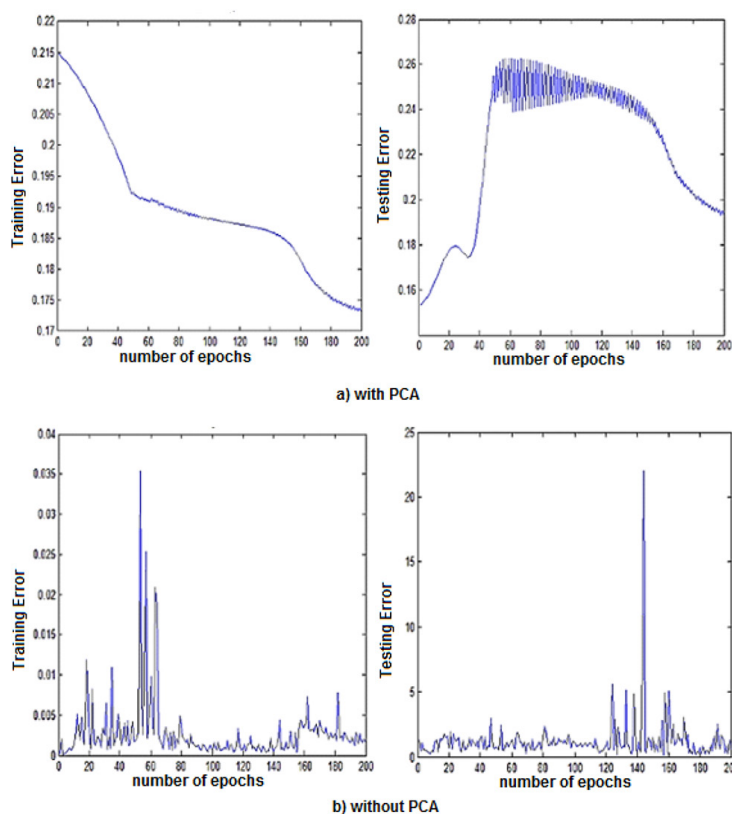 0.22
0.215
0.21
0.205
0.2
0.195
0.19
0.185
0.18
0.175
0.17
Training Error
0 20 40 60 80 100 120 140 160 180 200
number of epochs
0.28
0.26
0.24
0.22
0.2
0.18
0.16
Testing Error
0 20 40 60 80 100 120 140 160 180 200
number of epochs
a) with PCA
0.04
0.035
0.03
0.025
0.02
0.015
0.01
0.005
0
Training Error
0 20 40 60 80 100 120 140 160 180 200
number of epochs
25
20
15
10
5
0
Testing Error
0 20 40 60 80 100 120 140 160 180 200
number of epochs
b) without PCA